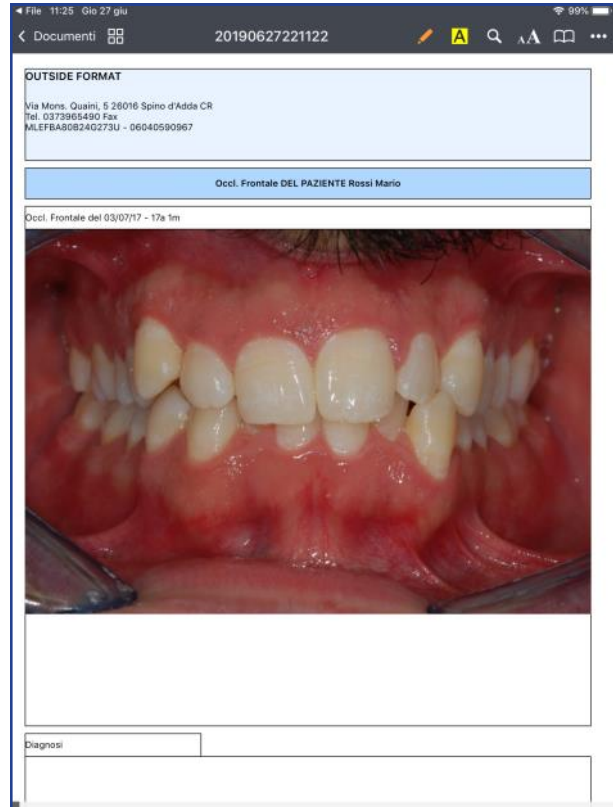 File 11:25 Gio 27 giu 99%
Documenti 20190627221122 A AA
OUTSIDE FORMAT
Via Mons. Quaini, 5 26016 Spino d'Adda CR
Tel. 0373965490 Fax
MLEFBA80B24G273U - 06040590967
Occl. Frontale DEL PAZIENTE Rossi Mario
Occl. Frontale del 03/07/17 - 17a 1m
Diagnosi